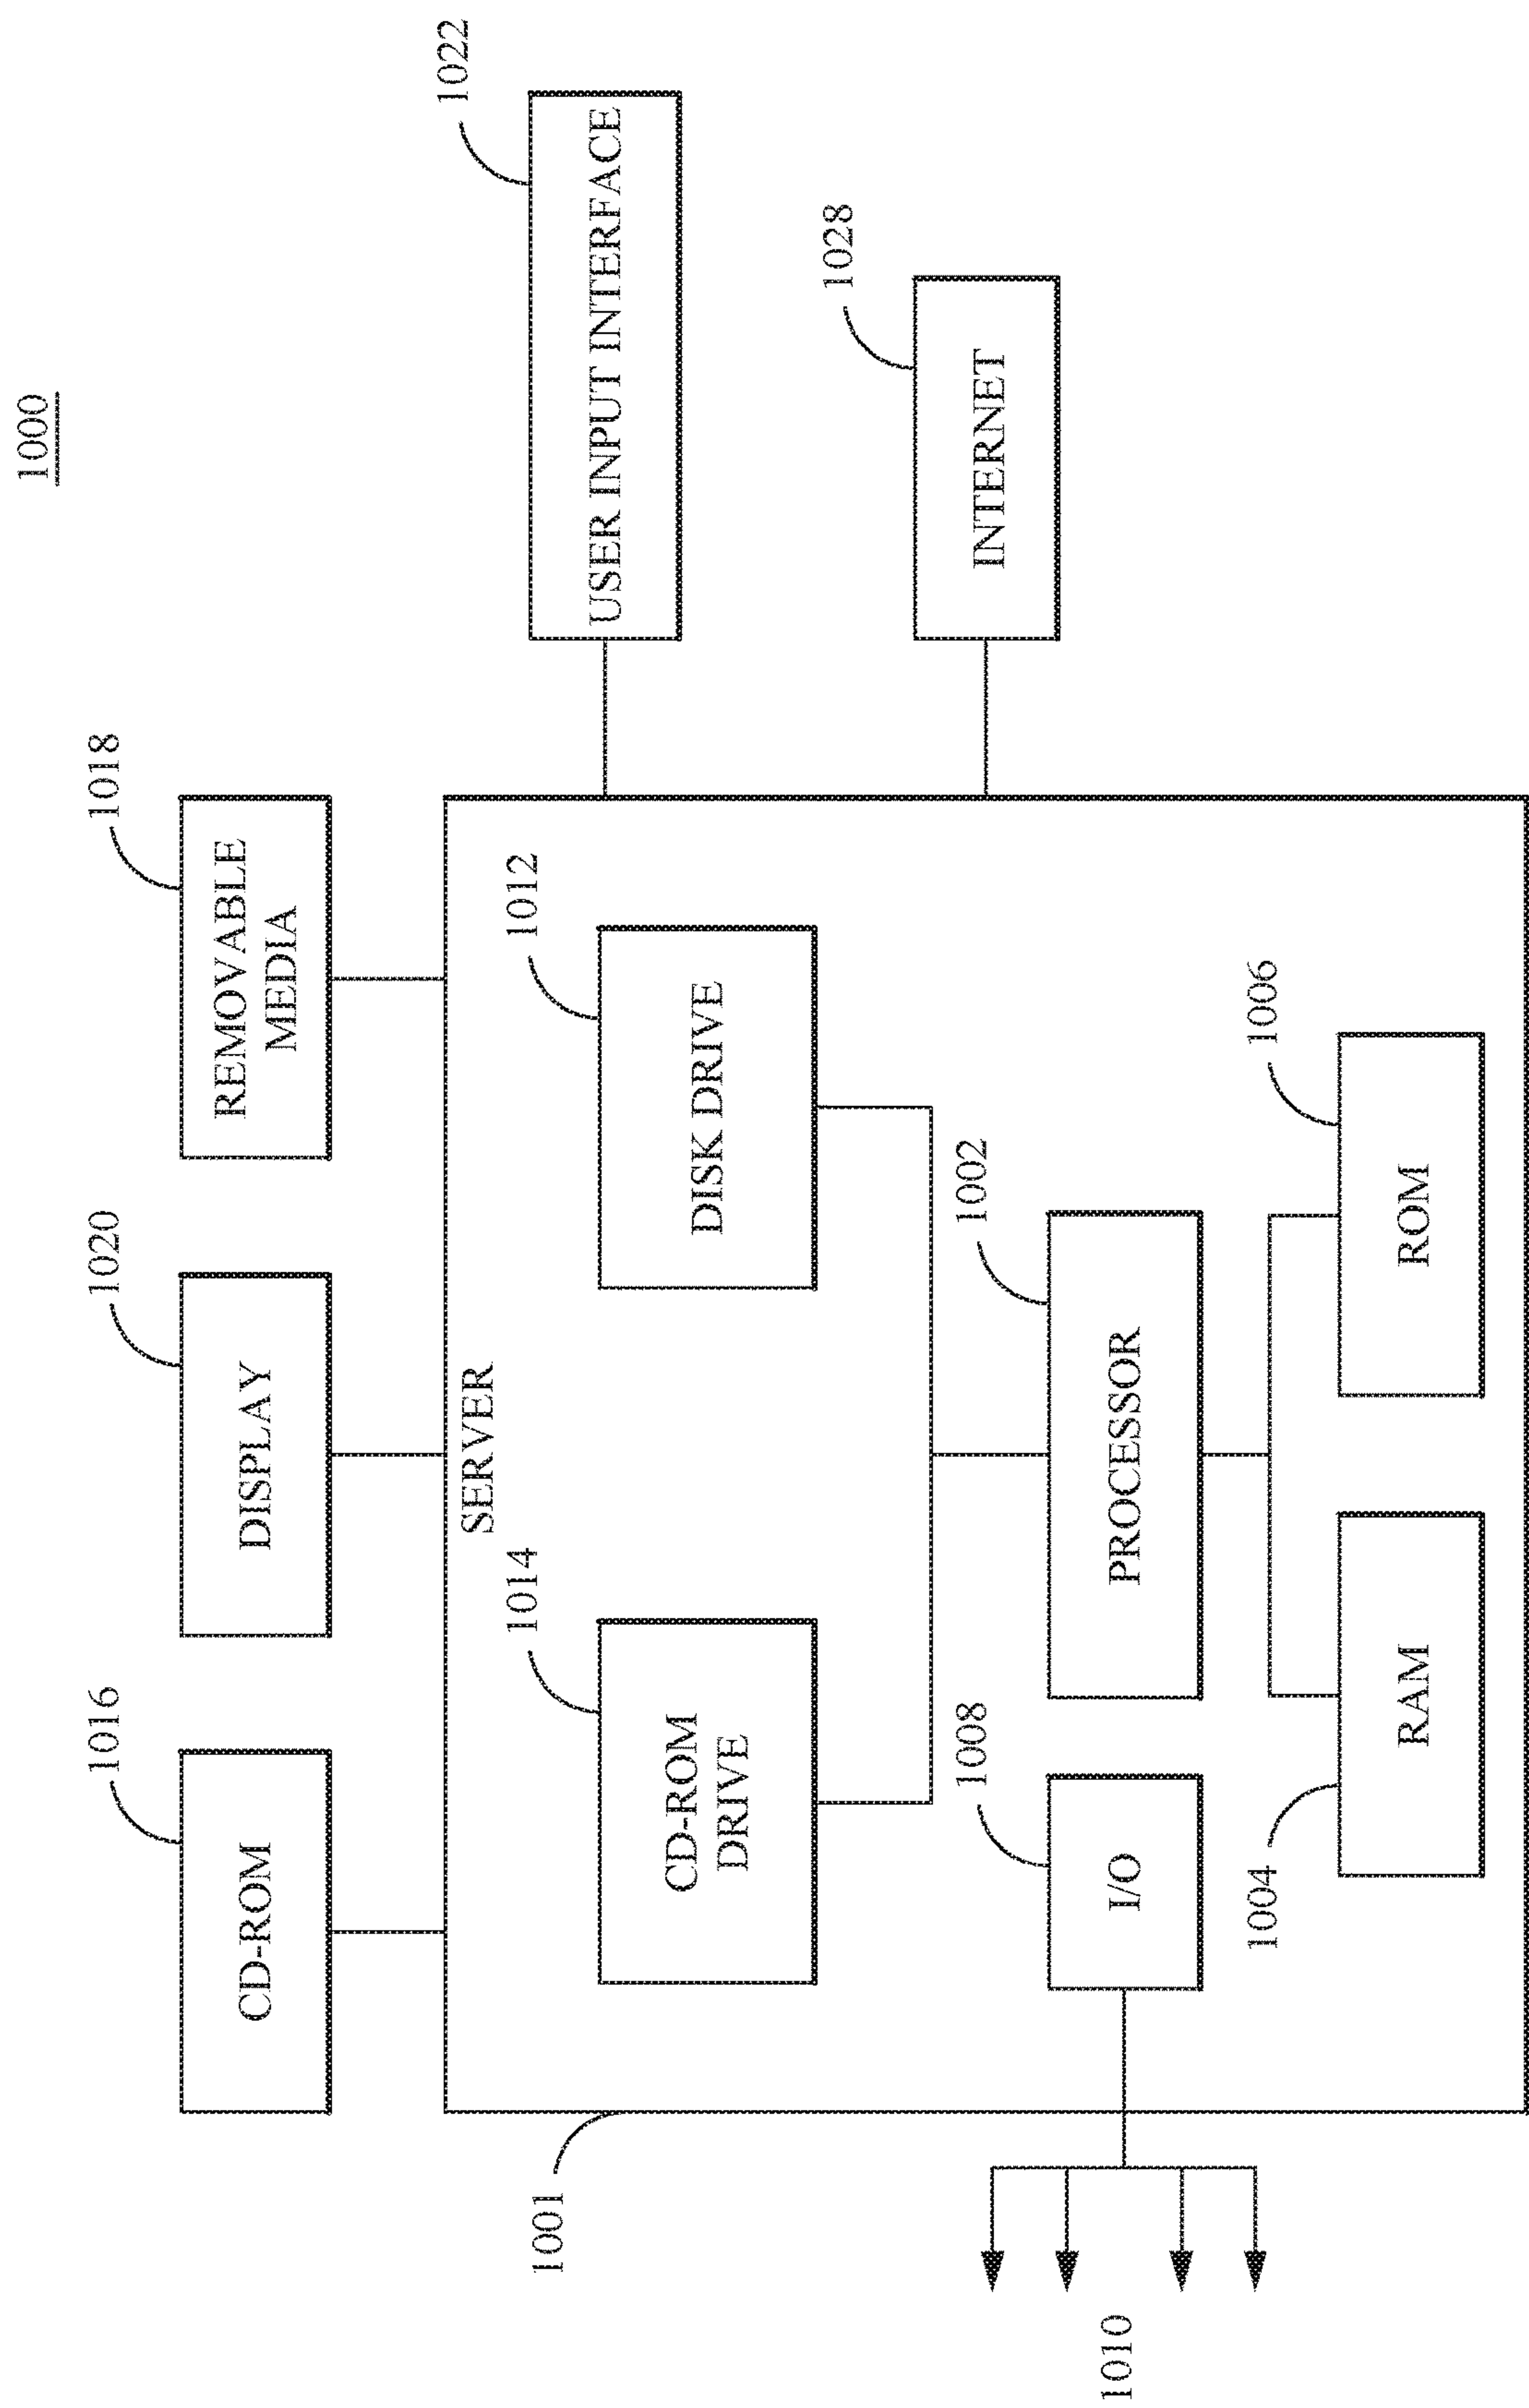 1000
1016
1020
1018
CD-ROM
DISPLAY
REMOVABLE
MEDIA
1022
USER INPUT INTERFACE
1001
SERVER
1014
1012
CD-ROM
DRIVE
DISK DRIVE
1028
INTERNET
1008
1002
I/O
PROCESSOR
1010
1004
1006
RAM
ROM